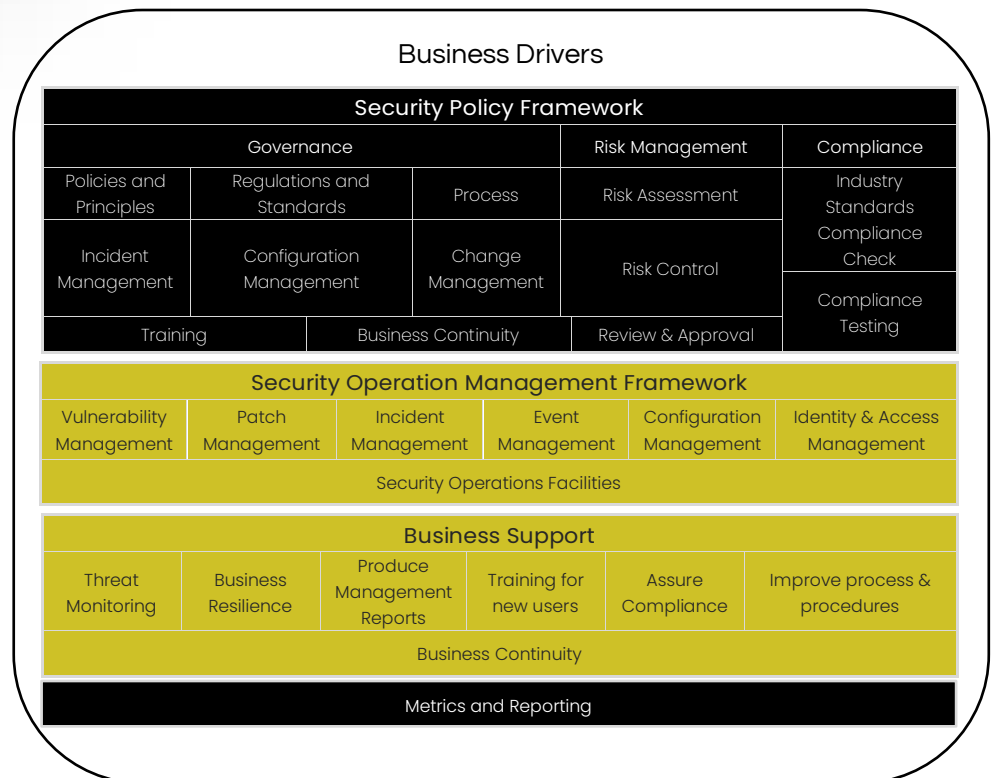 Business Drivers
Security Policy Framework
Governance
Risk Management
Compliance
Policies and
Principles
Regulations and
Standards
Process
Risk Assessment
Industry
Standards
Compliance
Check
Incident
Management
Configuration
Management
Change
Management
Risk Control
Compliance
Testing
Training
Business Continuity
Review & Approval
Security Operation Management Framework
Vulnerability
Management
Patch
Management
Incident
Management
Event
Management
Configuration
Management
Identity & Access
Management
Security Operations Facilities
Business Support
Threat
Monitoring
Business
Resilience
Produce
Management
Reports
Training for
new users
Assure
Compliance
Improve process &
procedures
Business Continuity
Metrics and Reporting